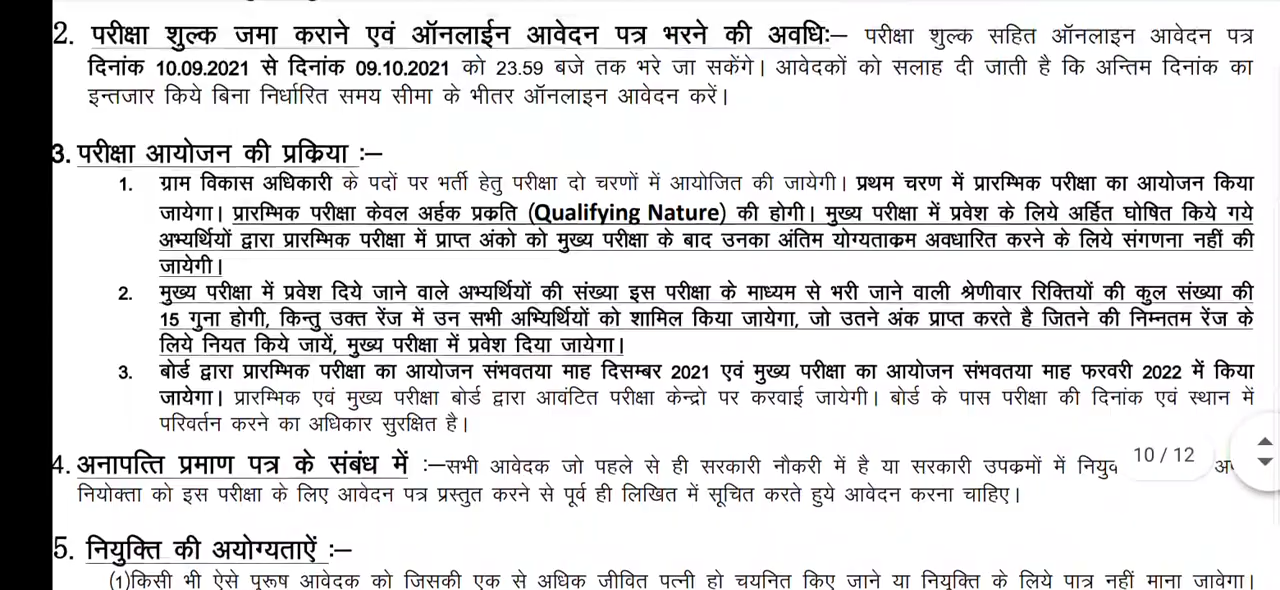 2. परीक्षा शुल्क जमा कराने एवं ऑनलाईन आवेदन पत्र भरने की अवधिः– परीक्षा शुल्क सहित ऑनलाइन आवेदन पत्र
दिनांक 10.09.2021 से दिनांक 09.10.2021 को 23.59 बजे तक भरे जा सकेंगे। आवेदकों को सलाह दी जाती है कि अन्तिम दिनांक का
इन्तजार किये बिना निर्धारित समय सीमा के भीतर ऑनलाइन आवेदन करें।
3. परीक्षा आयोजन की प्रकिया :–
1. ग्राम विकास अधिकारी के पदों पर भर्ती हेतु परीक्षा दो चरणों में आयोजित की जायेगी। प्रथम चरण में प्रारम्भिक परीक्षा का आयोजन किया
जायेगा। प्रारम्भिक परीक्षा केवल अर्हक प्रकति (Qualifying Nature) की होगी। मुख्य परीक्षा में प्रवेश के लिये अर्हित घोषित किये गये
अभ्यर्थियों द्वारा प्रारम्भिक परीक्षा में प्राप्त अंको को मुख्य परीक्षा के बाद उनका अंतिम योग्यताकम अवधारित करने के लिये संगणना नहीं की
जायेगी।
2. मुख्य परीक्षा में प्रवेश दिये जाने वाले अभ्यर्थियों की संख्या इस परीक्षा के माध्यम से भरी जाने वाली श्रेणीवार रिक्तियों की कुल संख्या की
15 गुना होगी, किन्तु उक्त रेंज में उन सभी अभ्यिर्थियों को शामिल किया जायेगा, जो उतने अंक प्राप्त करते है जितने की निम्नतम रेंज के
लिये नियत किये जायें, मुख्य परीक्षा में प्रवेश दिया जायेगा।
3. बोर्ड द्वारा प्रारम्भिक परीक्षा का आयोजन संभवतया माह दिसम्बर 2021 एवं मुख्य परीक्षा का आयोजन संभवतया माह फरवरी 2022 में किया
जायेगा। प्रारम्भिक एवं मुख्य परीक्षा बोर्ड द्वारा आवंटित परीक्षा केन्द्रो पर करवाई जायेगी। बोर्ड के पास परीक्षा की दिनांक एवं स्थान में
परिवर्तन करने का अधिकार सुरक्षित है।
4. अनापत्ति प्रमाण पत्र के संबंध में :–सभी आवेदक जो पहले से ही सरकारी नौकरी में है या सरकारी उपकमों में 10 / 12
नियोक्ता को इस परीक्षा के लिए आवेदन पत्र प्रस्तुत करने से पूर्व ही लिखित में सूचित करते हुये आवेदन करना चाहिए।
5. नियुक्ति की अयोग्यताऐं :–
(1)किसी भी ऐसे पुरूष आवेदक को जिसकी एक से अधिक जीवित पत्नी हो चयनित किए जाने या नियुक्ति के लिये पात्र नहीं माना जावेगा।